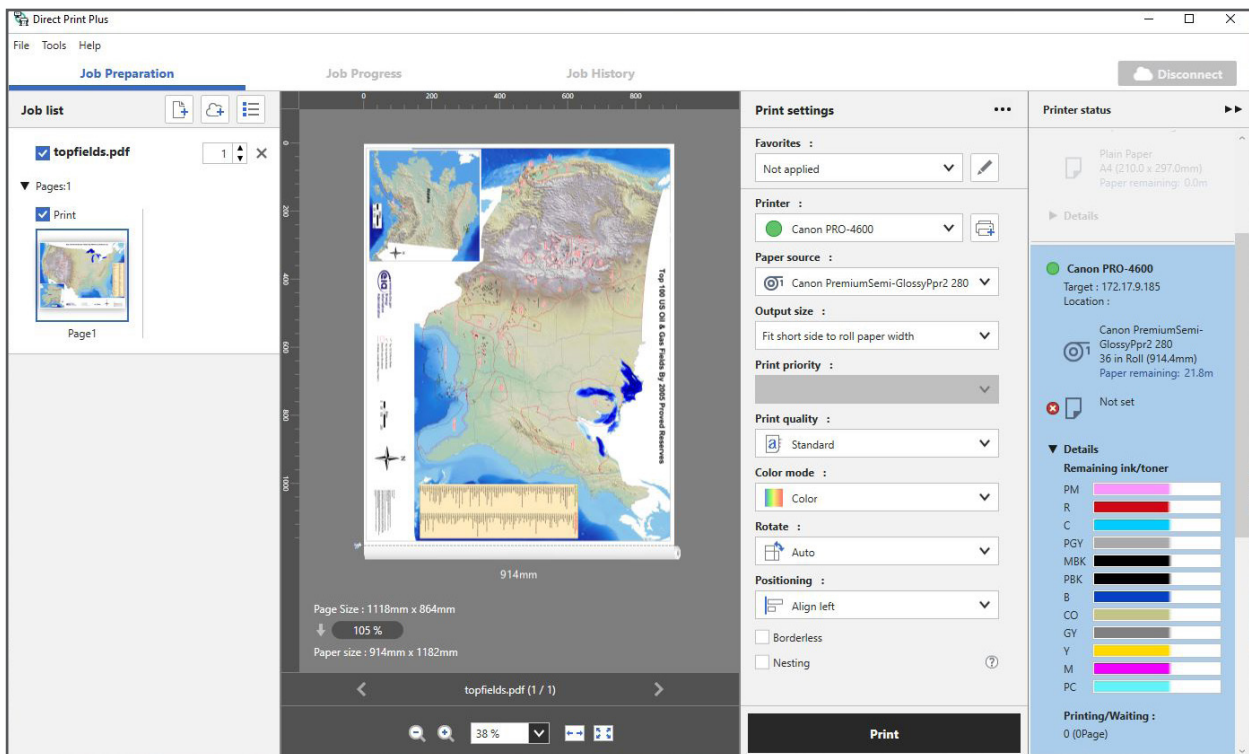 Direct Print Plus
File Tools Help
Job Preparation
Job Progress
Job History
Disconnect
Job list
topfields.pdf
1
Pages:1
Print
Page1
0 200 400 600 800
0
200
400
600
800
1000
Top 100 US Oil & Gas Fields By 2005 Proved Reserves
eia
914mm
Page Size : 1118mm x 864mm
105 %
Paper size : 914mm x 1182mm
topfields.pdf (1 / 1)
38 %
Print settings
Favorites :
Not applied
Printer :
Canon PRO-4600
Paper source :
1 Canon PremiumSemi-GlossyPpr2 280
Output size :
Fit short side to roll paper width
Print priority :
Print quality :
a Standard
Color mode :
Color
Rotate :
Auto
Positioning :
Align left
Borderless
Nesting
?
Print
Printer status
Plain Paper
A4 (210.0 x 297.0mm)
Paper remaining: 0.0m
Details
Canon PRO-4600
Target : 172.17.9.185
Location :
1
Canon PremiumSemi-
GlossyPpr2 280
36 in Roll (914.4mm)
Paper remaining: 21.8m
Not set
Details
Remaining ink/toner
PM
R
C
PGY
MBK
PBK
B
CO
GY
Y
M
PC
Printing/Waiting :
0 (0Page)